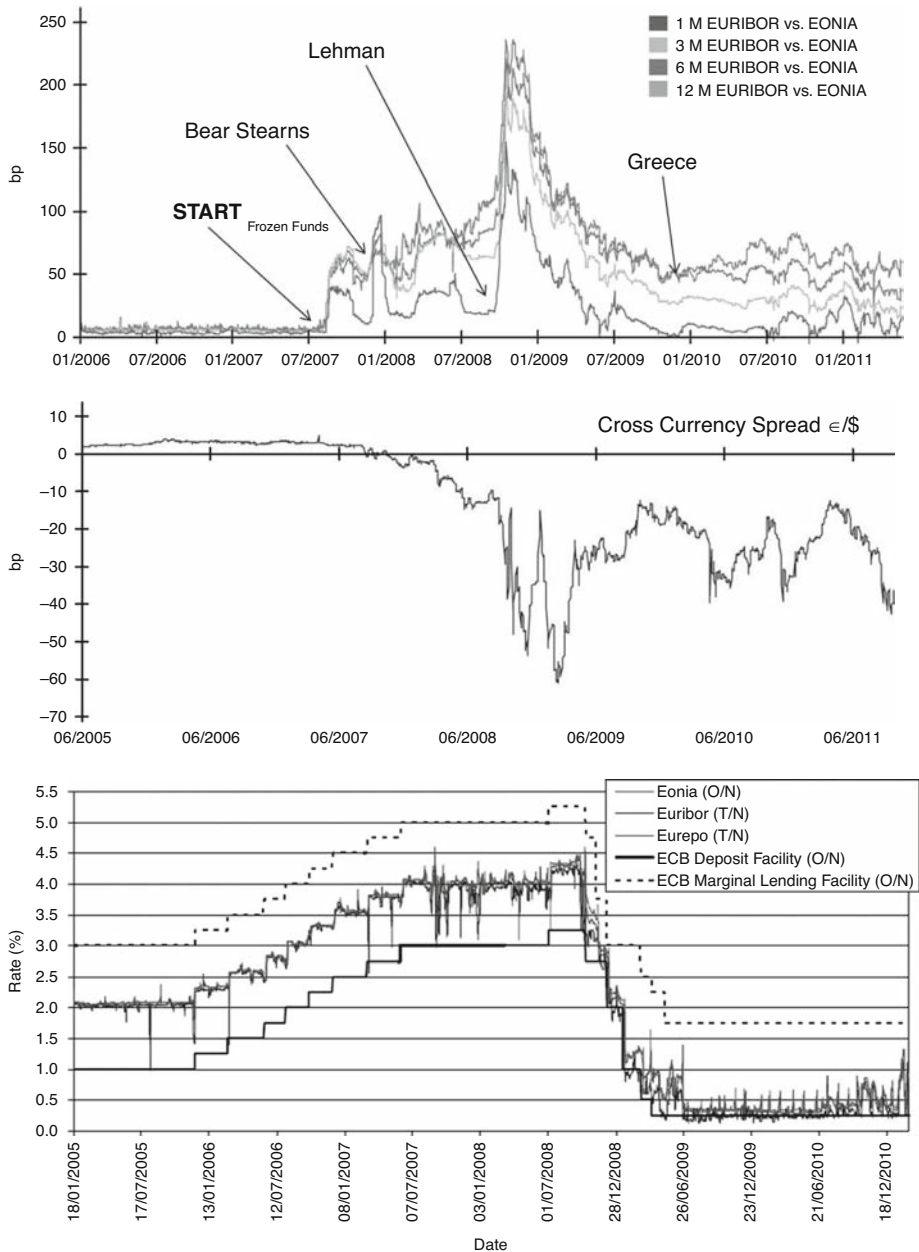 250
200
150
100
50
0
bp
1 M EURIBOR vs. EONIA
3 M EURIBOR vs. EONIA
6 M EURIBOR vs. EONIA
12 M EURIBOR vs. EONIA
Lehman
Bear Stearns
Greece
START Frozen Funds
01/2006 07/2006 01/2007 07/2007 01/2008 07/2008 01/2009 07/2009 01/2010 07/2010 01/2011
10
0
–10
–20
–30
–40
–50
–60
–70
bp
Cross Currency Spread ∈/$
06/2005 06/2006 06/2007 06/2008 06/2009 06/2010 06/2011
5.5
5.0
4.5
4.0
3.5
3.0
2.5
2.0
1.5
1.0
0.5
0.0
Rate (%)
Eonia (O/N)
Euribor (T/N)
Eurepo (T/N)
ECB Deposit Facility (O/N)
ECB Marginal Lending Facility (O/N)
18/01/2005
17/07/2005
13/01/2006
12/07/2006
08/01/2007
07/07/2007
03/01/2008
01/07/2008
28/12/2008
26/06/2009
23/12/2009
21/06/2010
18/12/2010
Date